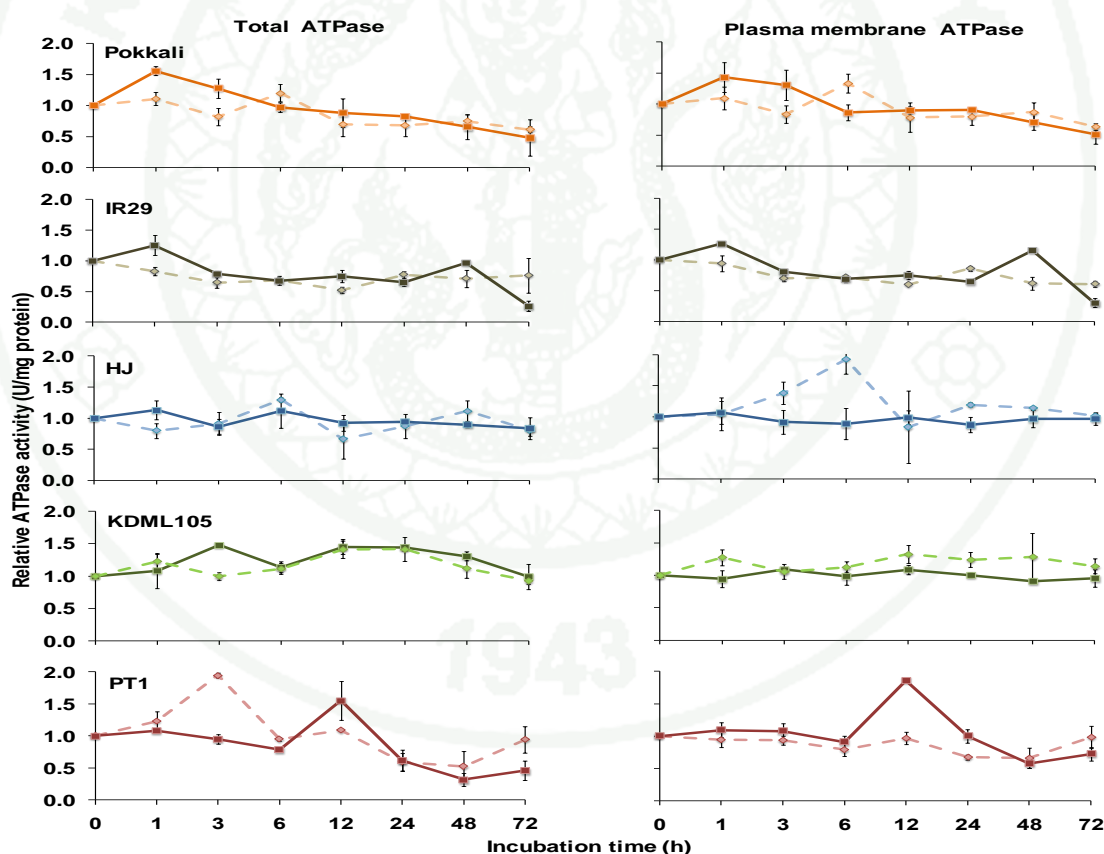 Total ATPase
Plasma membrane ATPase
Relative ATPase activity (U/mg protein)
Pokkali
2.0
1.5
1.0
0.5
0.0
IR29
2.0
1.5
1.0
0.5
0.0
HJ
2.0
1.5
1.0
0.5
0.0
KDML105
2.0
1.5
1.0
0.5
0.0
1943
PT1
2.0
1.5
1.0
0.5
0.0
0 1 3 6 12 24 48 72
0 1 3 6 12 24 48 72
Incubation time (h)